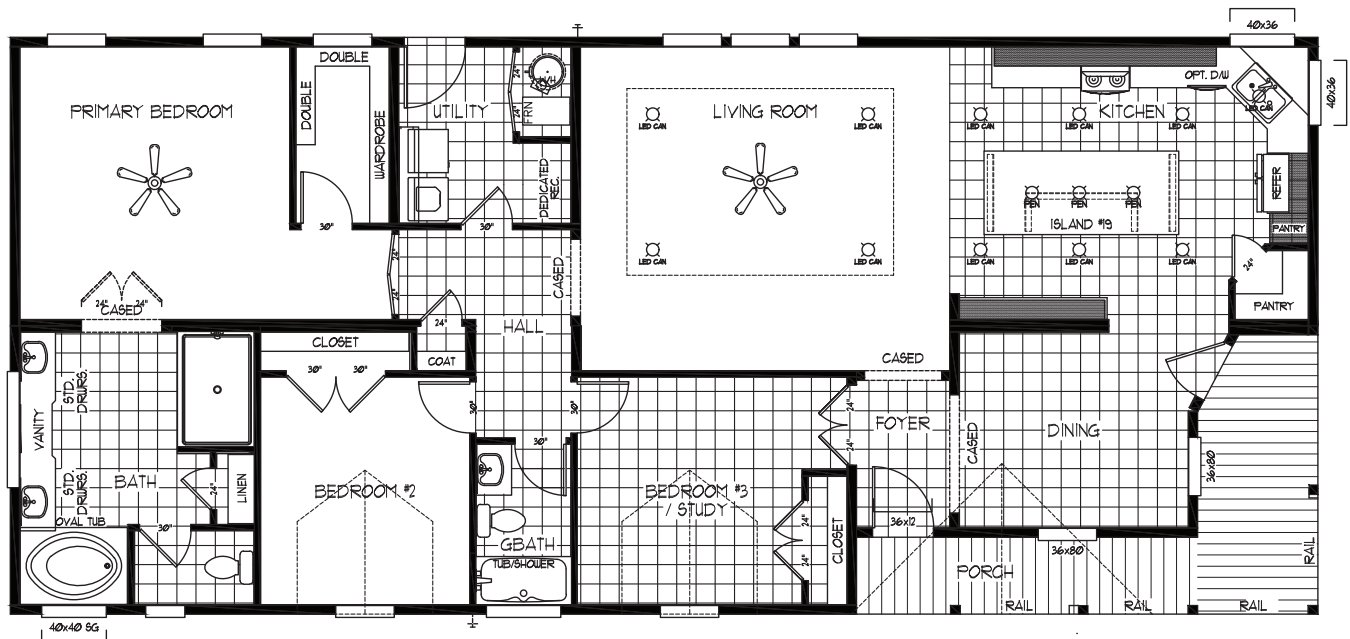 40x36
DOUBLE
DOUBLE
WARDROBE
PRIMARY BEDROOM
UTILITY
24"
24"
W/H
FRN
LIVING ROOM
LED CAN
LED CAN
OPT. D/W
KITCHEN
LED CAN
LED CAN
LED CAN
LED CAN
40x36
DEDICATED
REC.
REFER
PEN
PEN
PEN
ISLAND #19
PANTRY
30"
30"
24"
24"
CASED
LED CAN
LED CAN
LED CAN
LED CAN
LED CAN
24"
PANTRY
24"
24"
CASED
24"
HALL
COAT
CLOSET
30"
30"
CASED
STD.
DRWRS.
VANITY
STD.
DRWRS.
30"
30"
30"
24"
24"
FOYER
CASED
DINING
BATH
24"
LINEN
BEDROOM #2
BEDROOM #3
/ STUDY
36x80
OVAL TUB
30"
36x12
24"
24"
CLOSET
GBATH
TUB/SHOWER
36x80
PORCH
RAIL
RAIL
RAIL
RAIL
40x40 SG